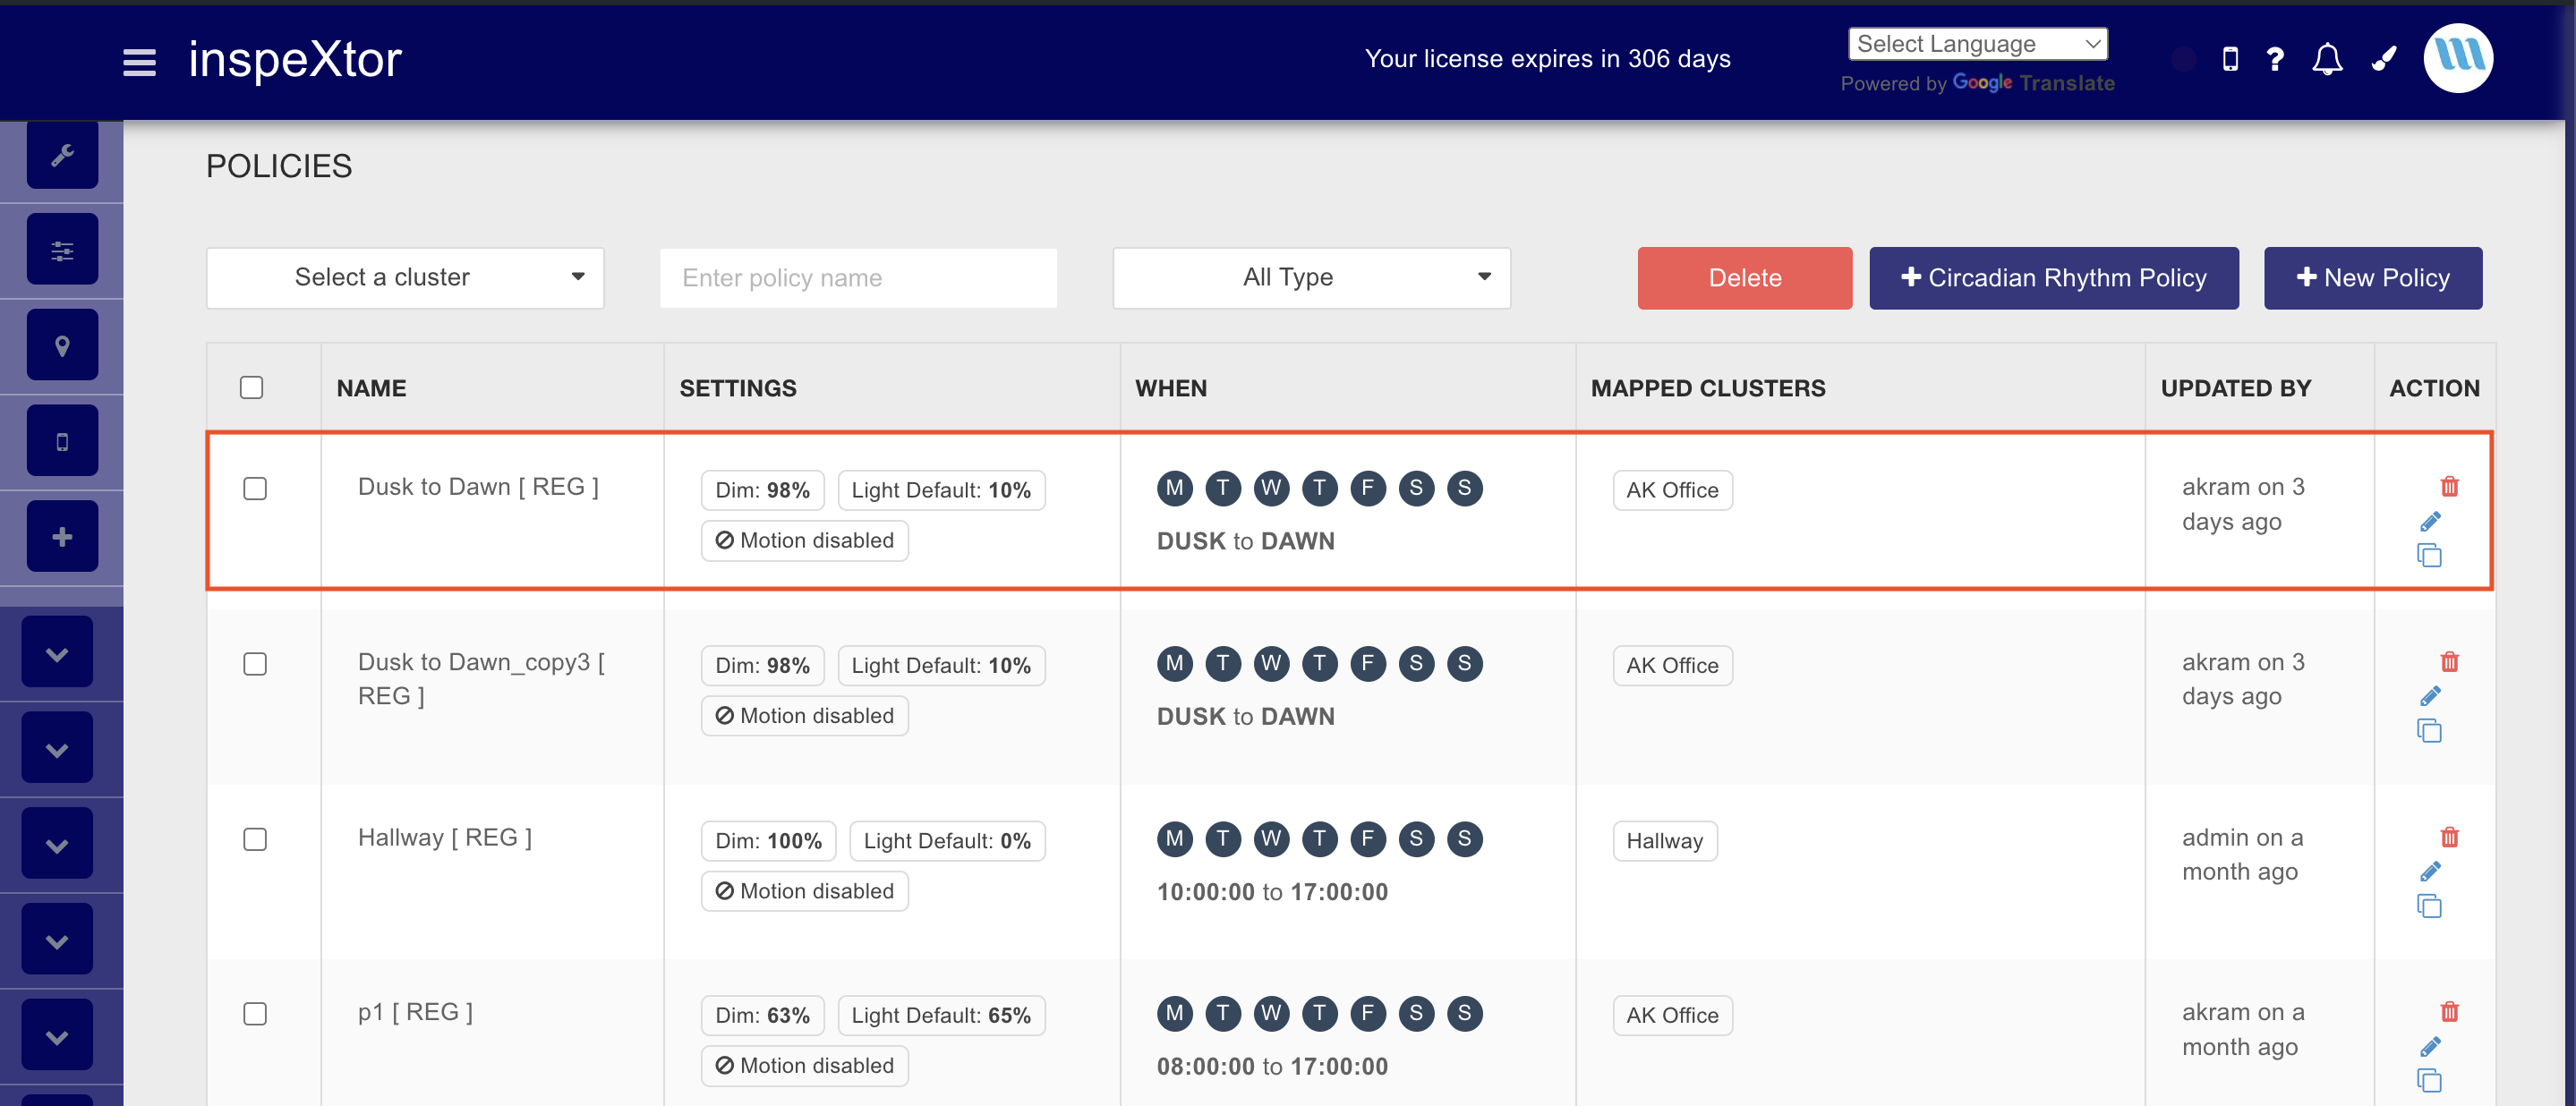 inspeXtor
Your license expires in 306 days
Select Language
Powered by Google Translate
POLICIES
Select a cluster
Enter policy name
All Type
Delete
Circadian Rhythm Policy
New Policy
NAME SETTINGS WHEN MAPPED CLUSTERS UPDATED BY ACTION
Dusk to Dawn [ REG ] Dim: 98% Light Default: 10% M T W T F S S AK Office akram on 3
Motion disabled DUSK to DAWN days ago
Dusk to Dawn_copy3 [ Dim: 98% Light Default: 10% M T W T F S S AK Office akram on 3
REG ] Motion disabled DUSK to DAWN days ago
Hallway [ REG ] Dim: 100% Light Default: 0% M T W T F S S Hallway admin on a
Motion disabled 10:00:00 to 17:00:00 month ago
p1 [ REG ] Dim: 63% Light Default: 65% M T W T F S S AK Office akram on a
Motion disabled 08:00:00 to 17:00:00 month ago